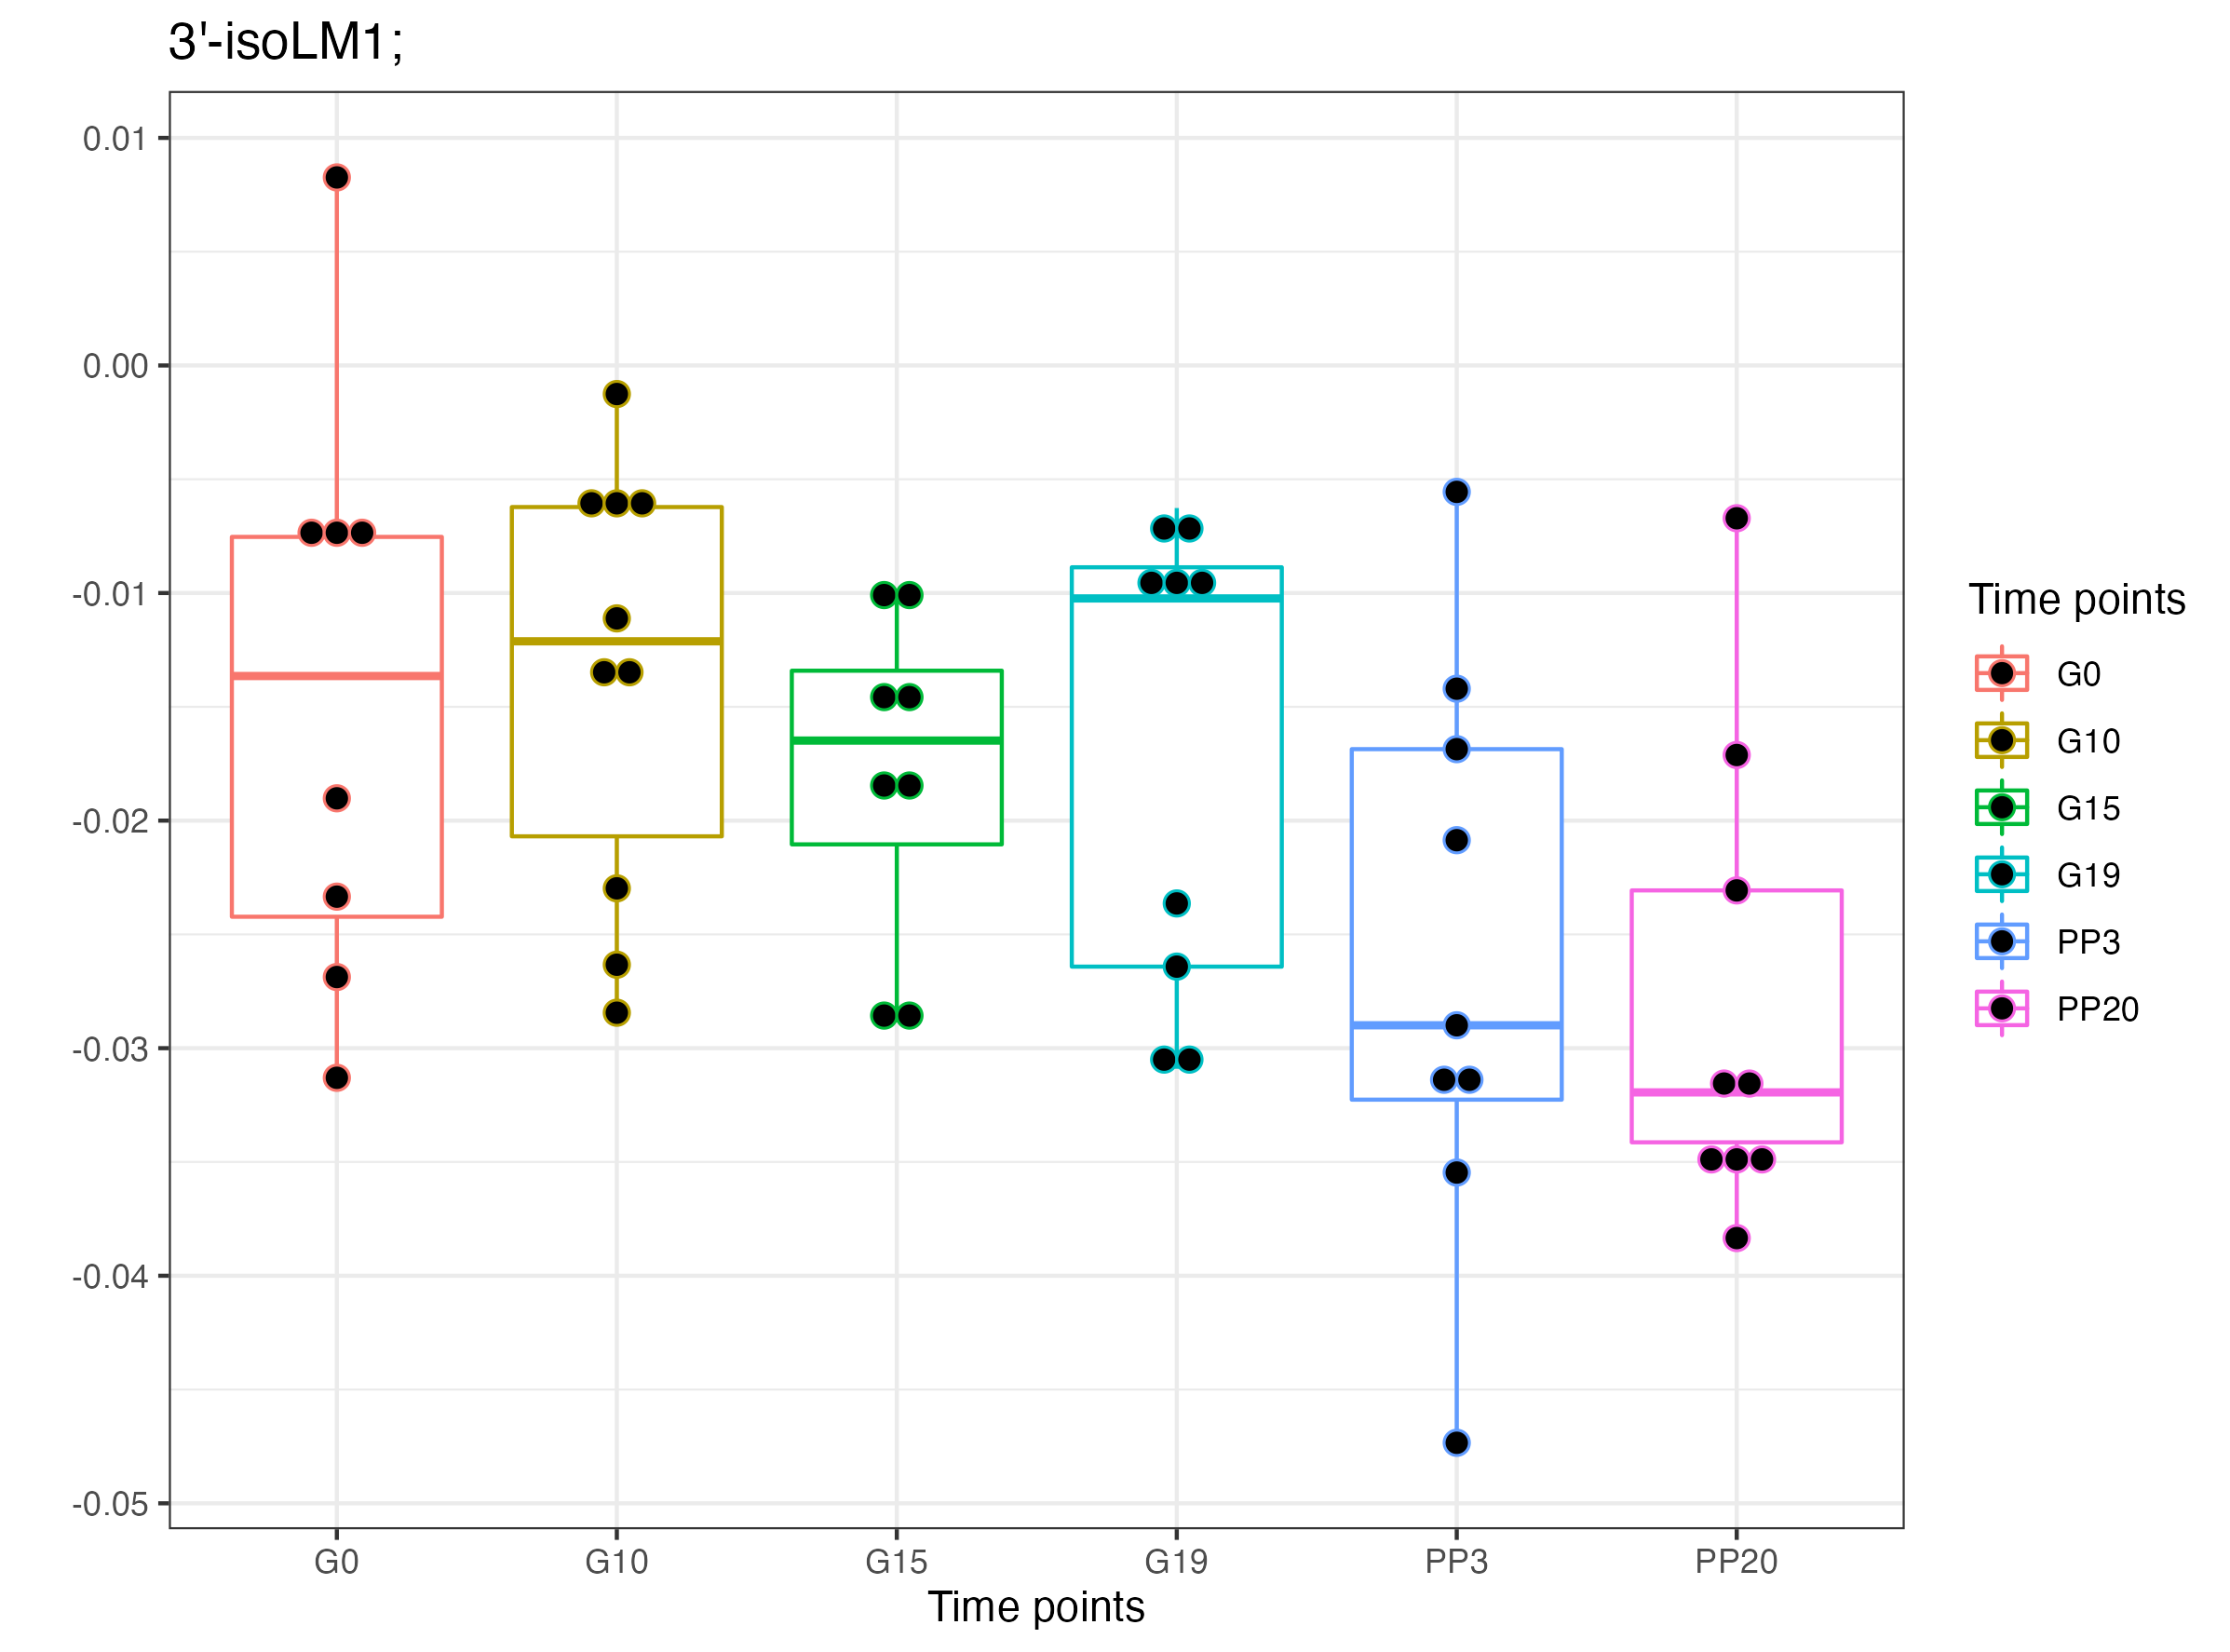 3'-isoLM1;
0.01
0.00
-0.01
-0.02
-0.03
-0.04
-0.05
G0 G10 G15 G19 PP3 PP20
Time points
Time points
G0
G10
G15
G19
PP3
PP20